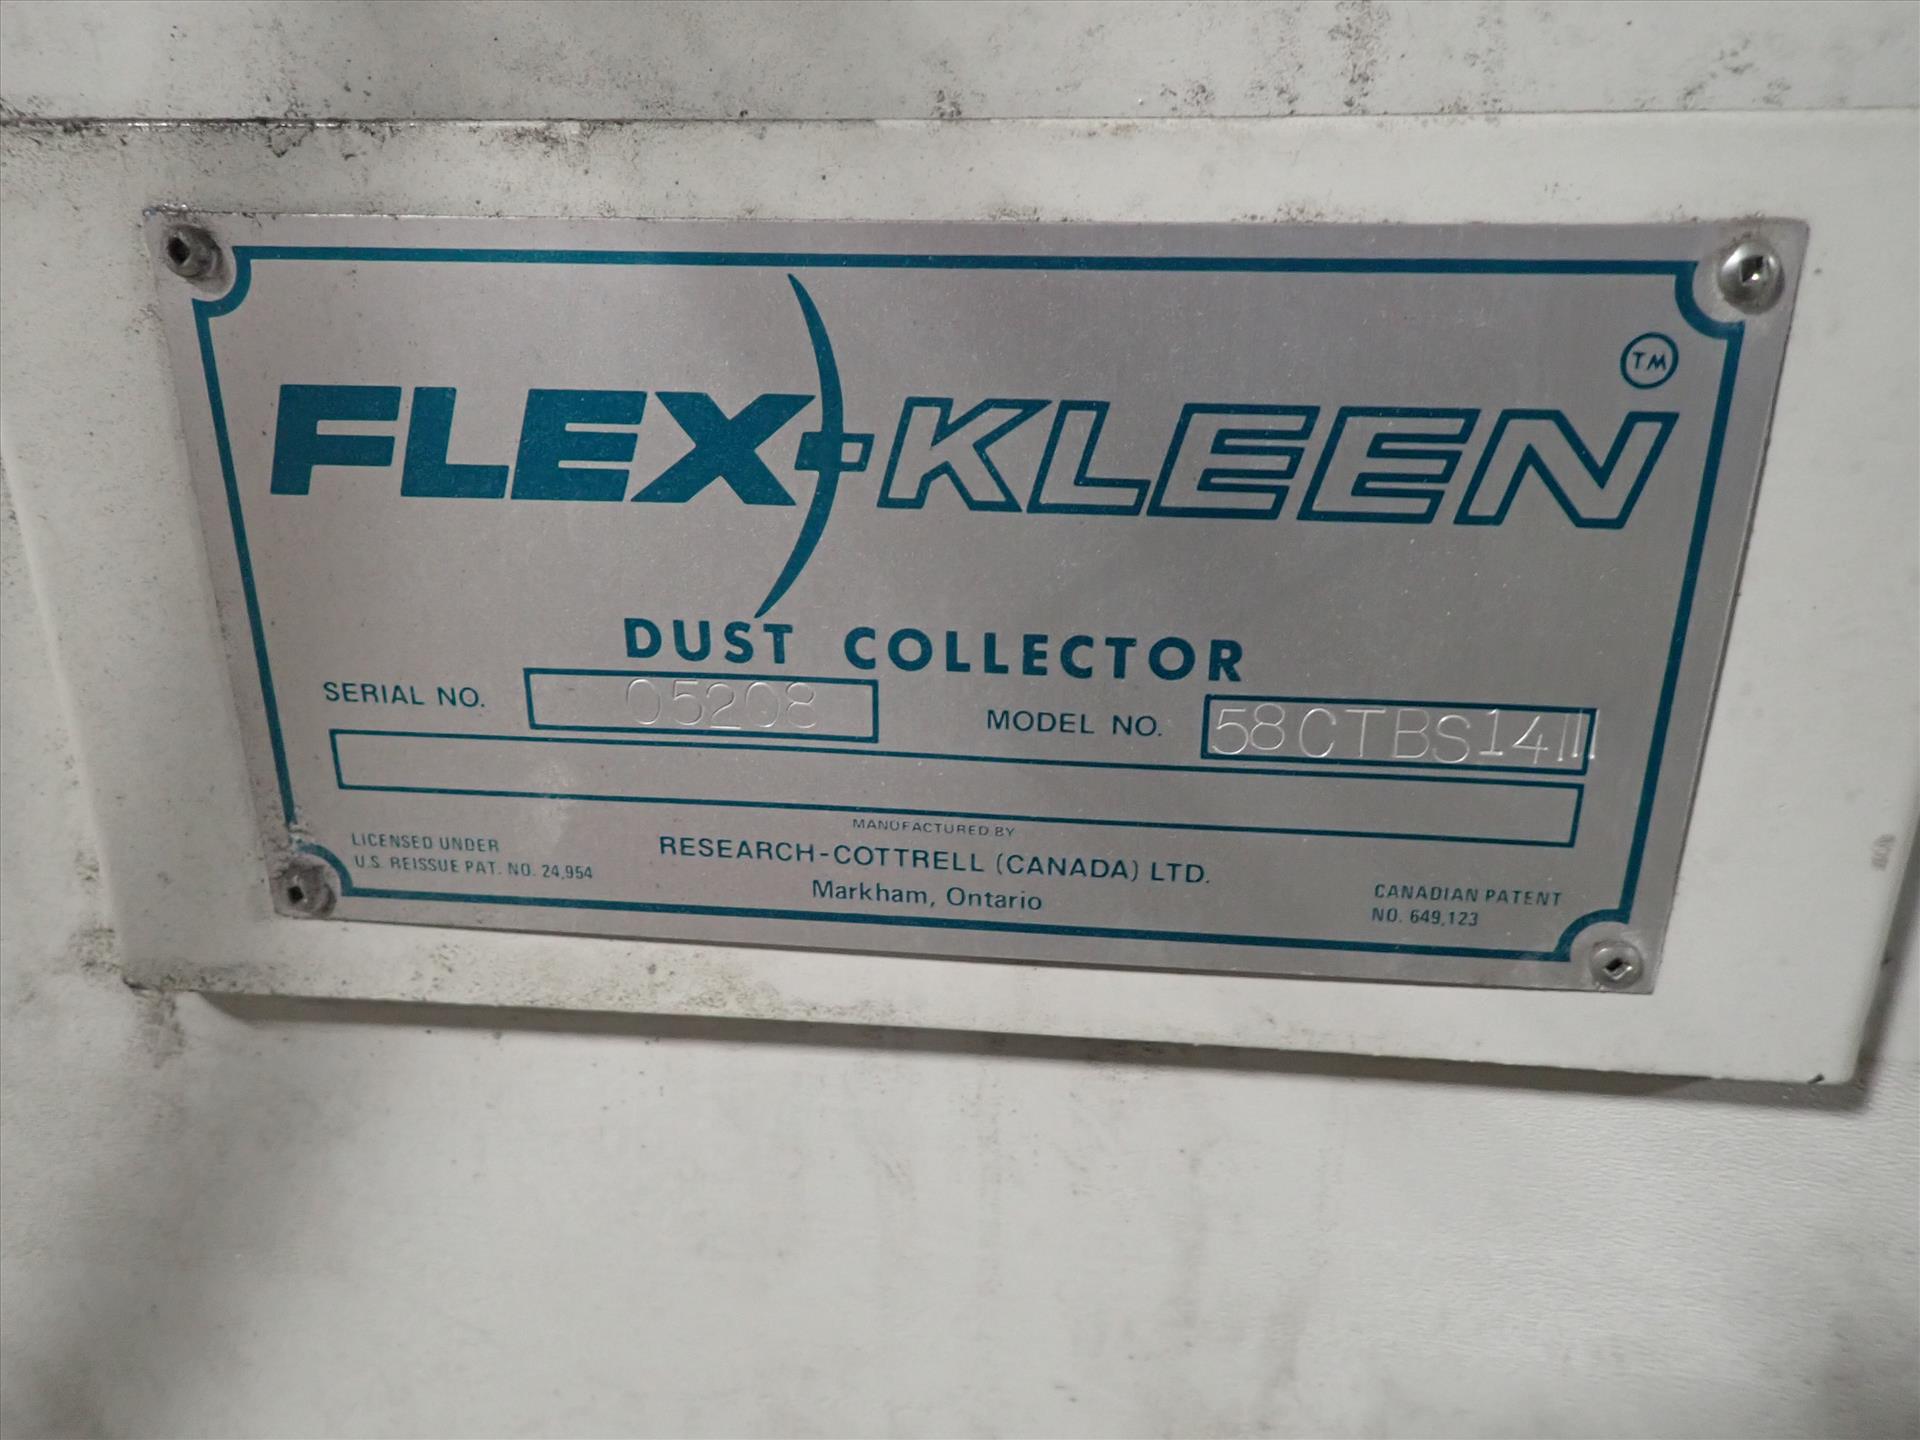 FLEX-KLEEN TM
DUST COLLECTOR
SERIAL NO. 05208 MODEL NO. 58CTBS14III
MANUFACTURED BY
RESEARCH-COTTRELL (CANADA) LTD.
Markham, Ontario
LICENSED UNDER
U.S. REISSUE PAT. NO. 24,954
CANADIAN PATENT
NO. 649,123